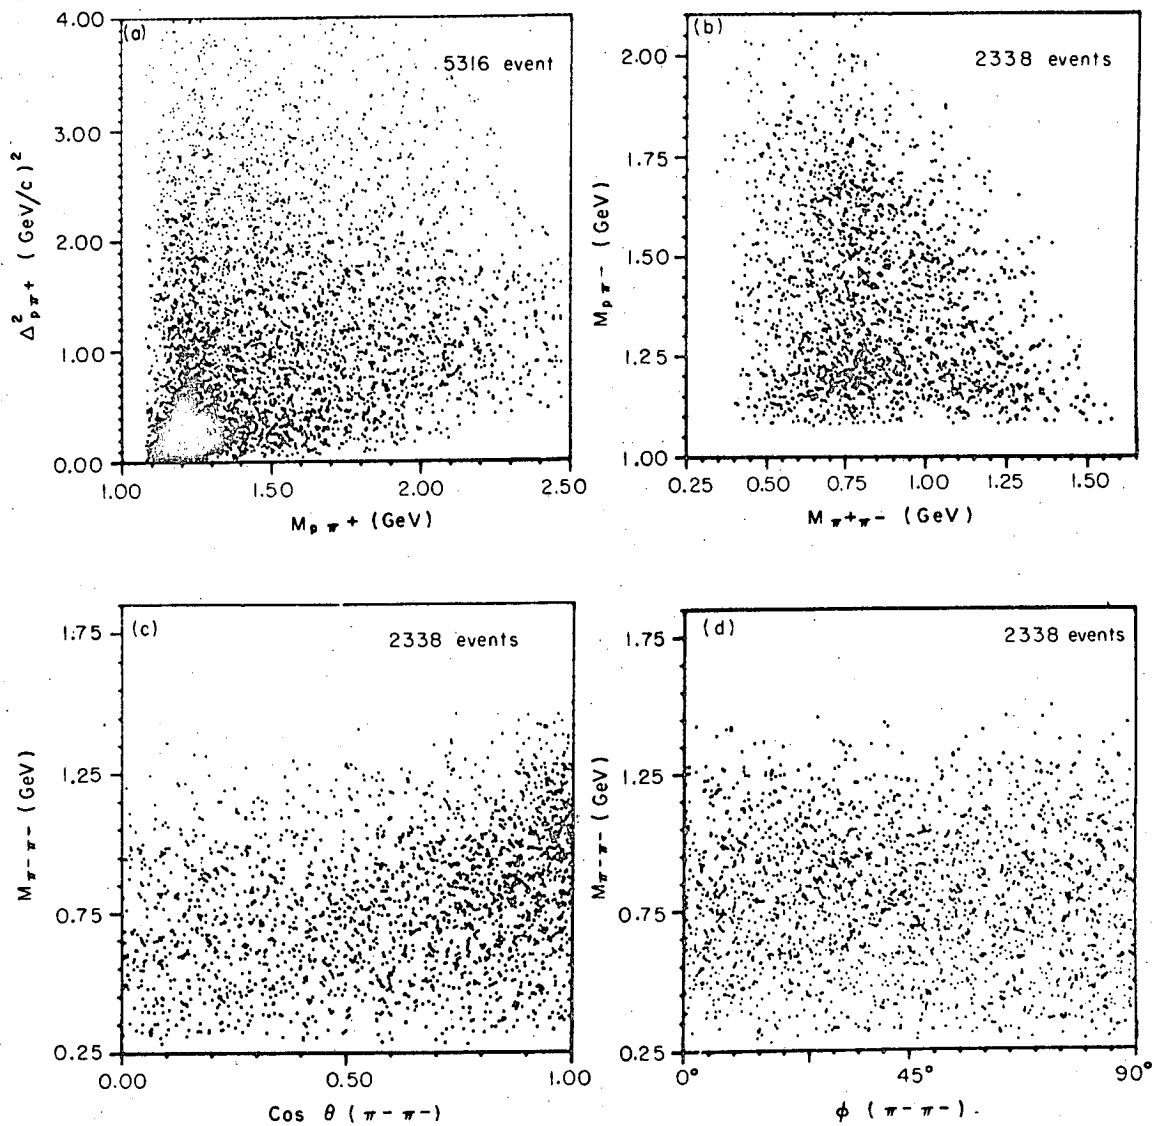 (a)
5316 event
4.00
3.00
2.00
1.00
0.00
Δ²pπ+ (GeV/c)²
1.00 1.50 2.00 2.50
Mpπ+ (GeV)
(b)
2338 events
2.00
1.75
1.50
1.25
1.00
Mpπ- (GeV)
0.25 0.50 0.75 1.00 1.25 1.50
Mπ+π- (GeV)
(c)
2338 events
1.75
1.25
0.75
0.25
Mπ-π- (GeV)
0.00 0.50 1.00
Cos θ (π-π-)
(d)
2338 events
1.75
1.25
0.75
0.25
Mπ-π- (GeV)
0° 45° 90°
φ (π-π-).